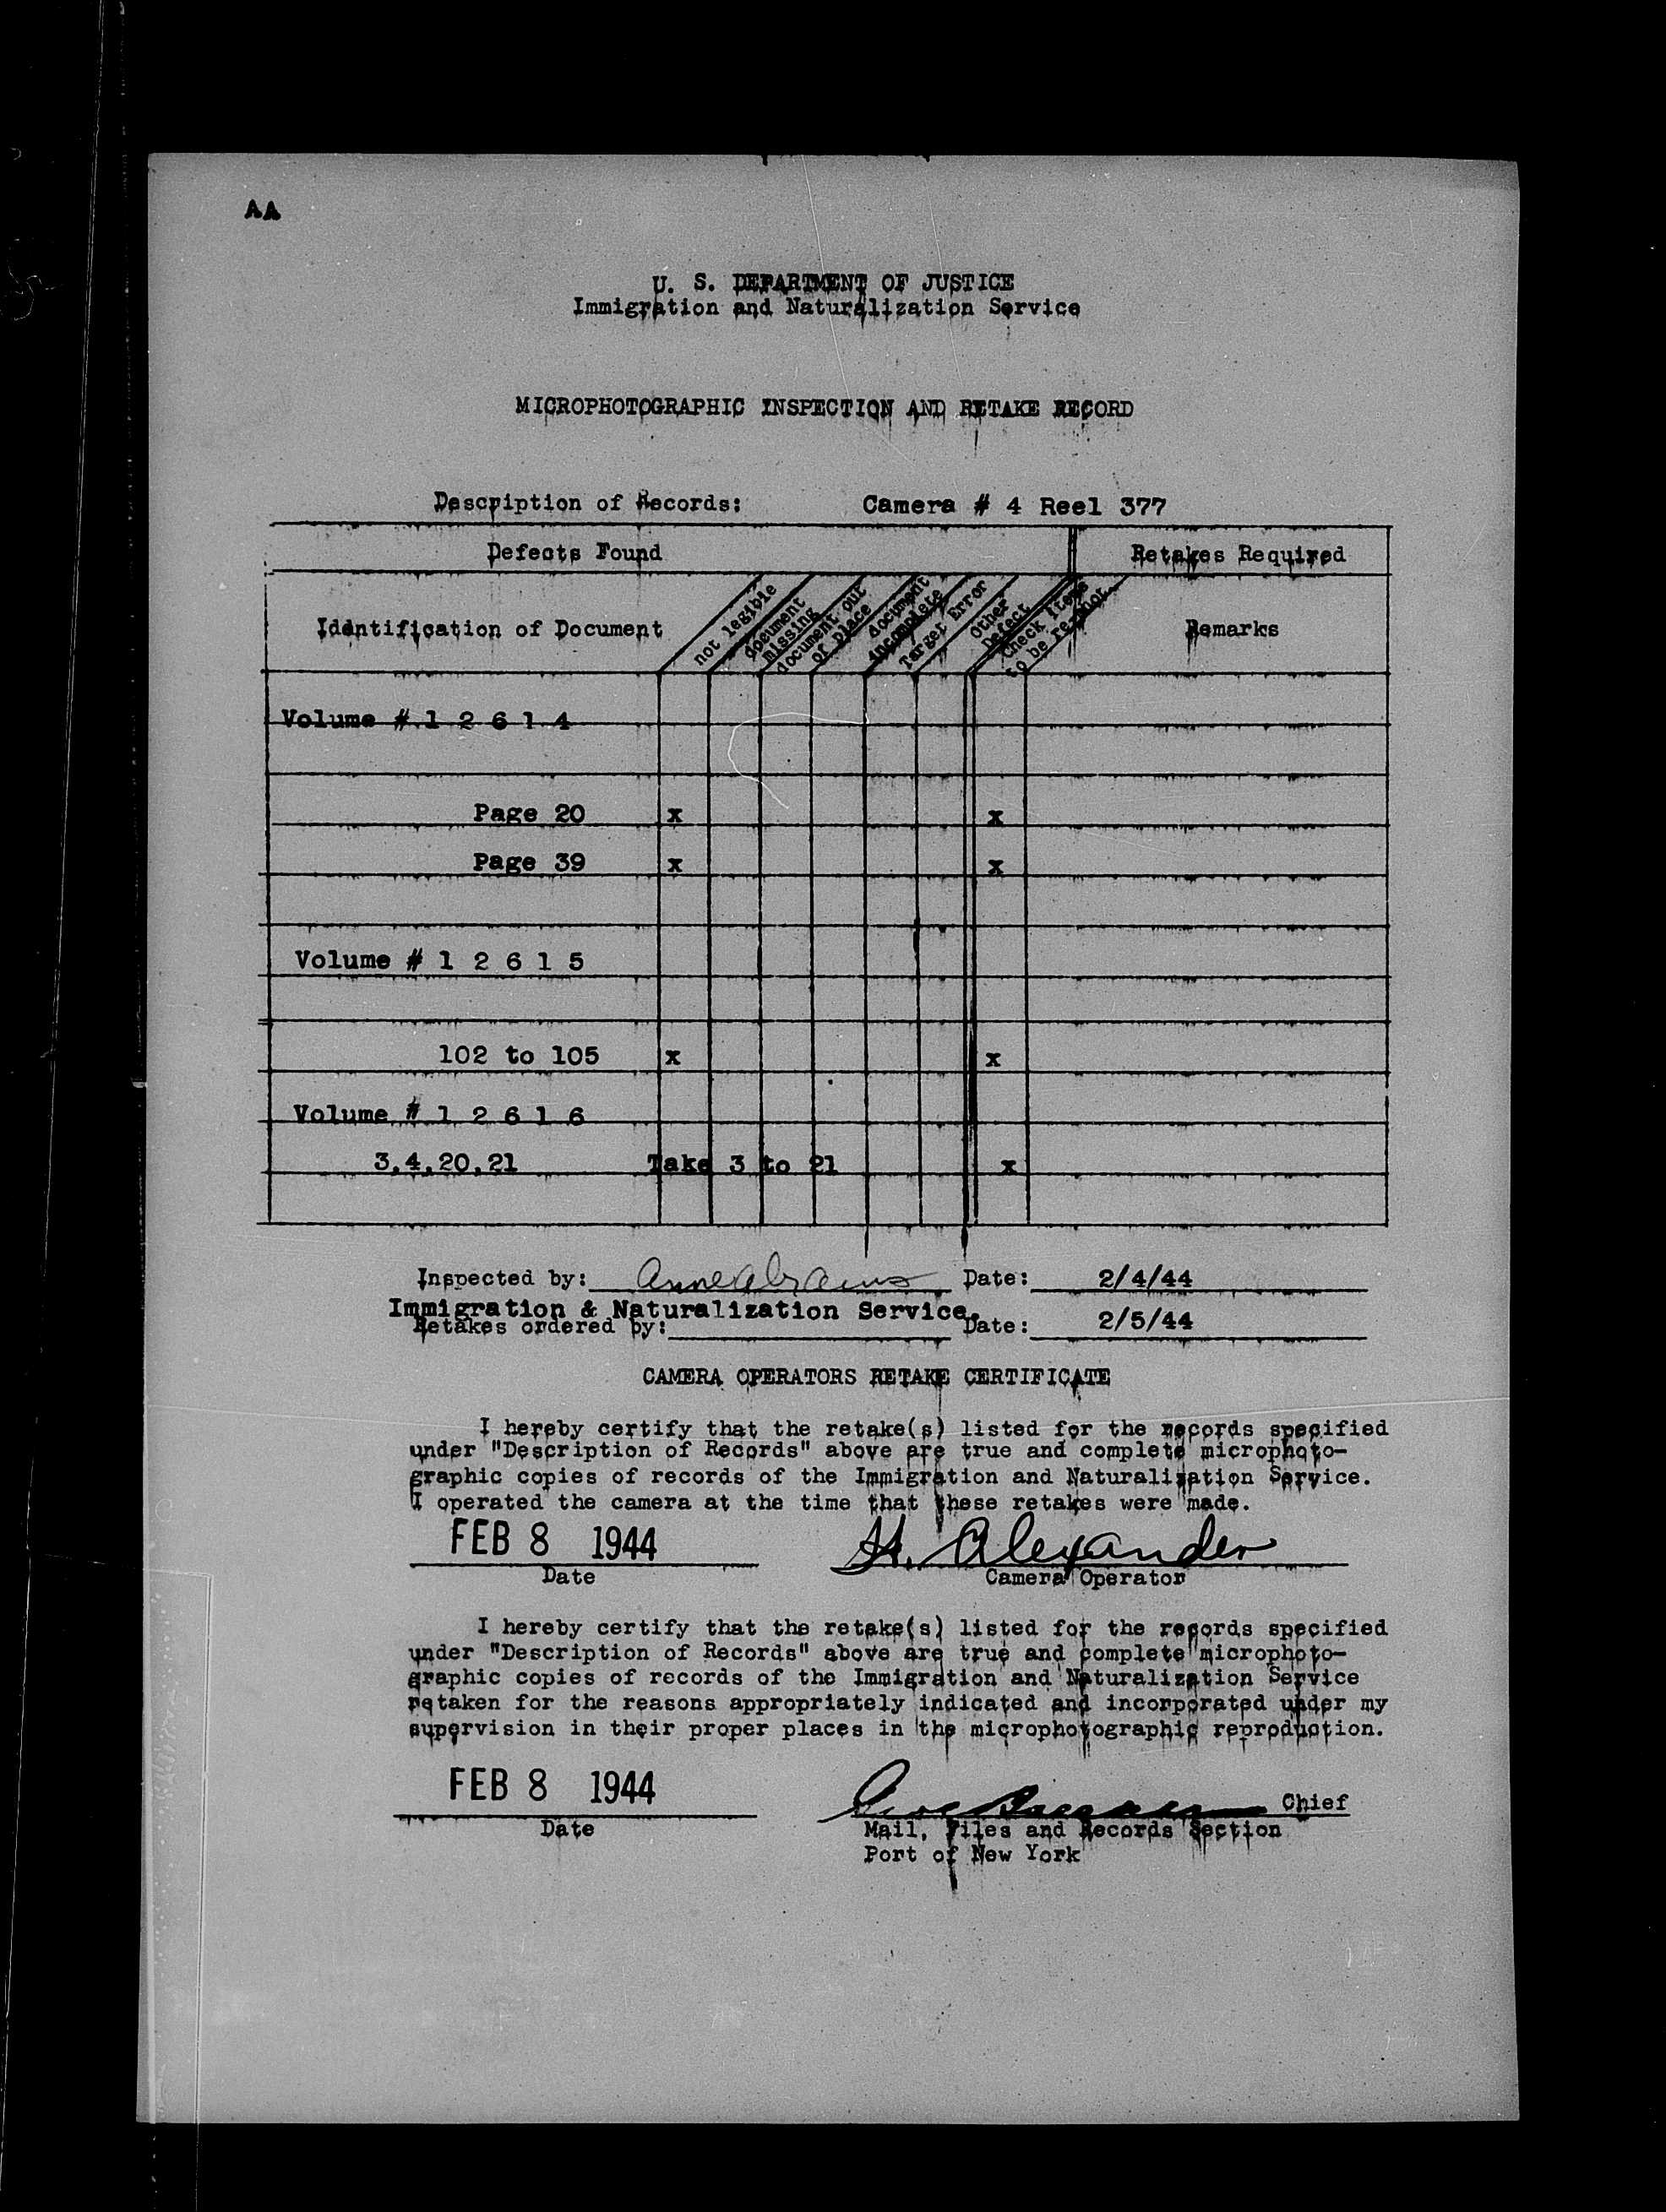 AA
U. S. DEPARTMENT OF JUSTICE
Immigration and Naturalization Service
MICROPHOTOGRAPHIC INSPECTION AND RETAKE RECORD
Description of Records: Camera # 4 Reel 377
Defects Found Retakes Required
Identification of Document
not legible
document missing
document out of place
document incomplete
Target Error
Other Defect
Check Items to be re-shot
Remarks
Volume # 1 2 6 1 4
Page 20 x x
Page 39 x x
Volume # 1 2 6 1 5
102 to 105 x x
Volume # 1 2 6 1 6
3,4,20,21 Take 3 to 21 x
Inspected by: Anne Abrams Date: 2/4/44
Immigration & Naturalization Service.
Retakes ordered by: Date: 2/5/44
CAMERA OPERATORS RETAKE CERTIFICATE
I hereby certify that the retake(s) listed for the records specified
under "Description of Records" above are true and complete microphoto-
graphic copies of records of the Immigration and Naturalization Service.
I operated the camera at the time that these retakes were made.
FEB 8 1944 H. Alexander
Date Camera Operator
I hereby certify that the retake(s) listed for the records specified
under "Description of Records" above are true and complete microphoto-
graphic copies of records of the Immigration and Naturalization Service
retaken for the reasons appropriately indicated and incorporated under my
supervision in their proper places in the microphotographic reproduction.
FEB 8 1944 Chief
Date Mail, Files and Records Section
Port of New York